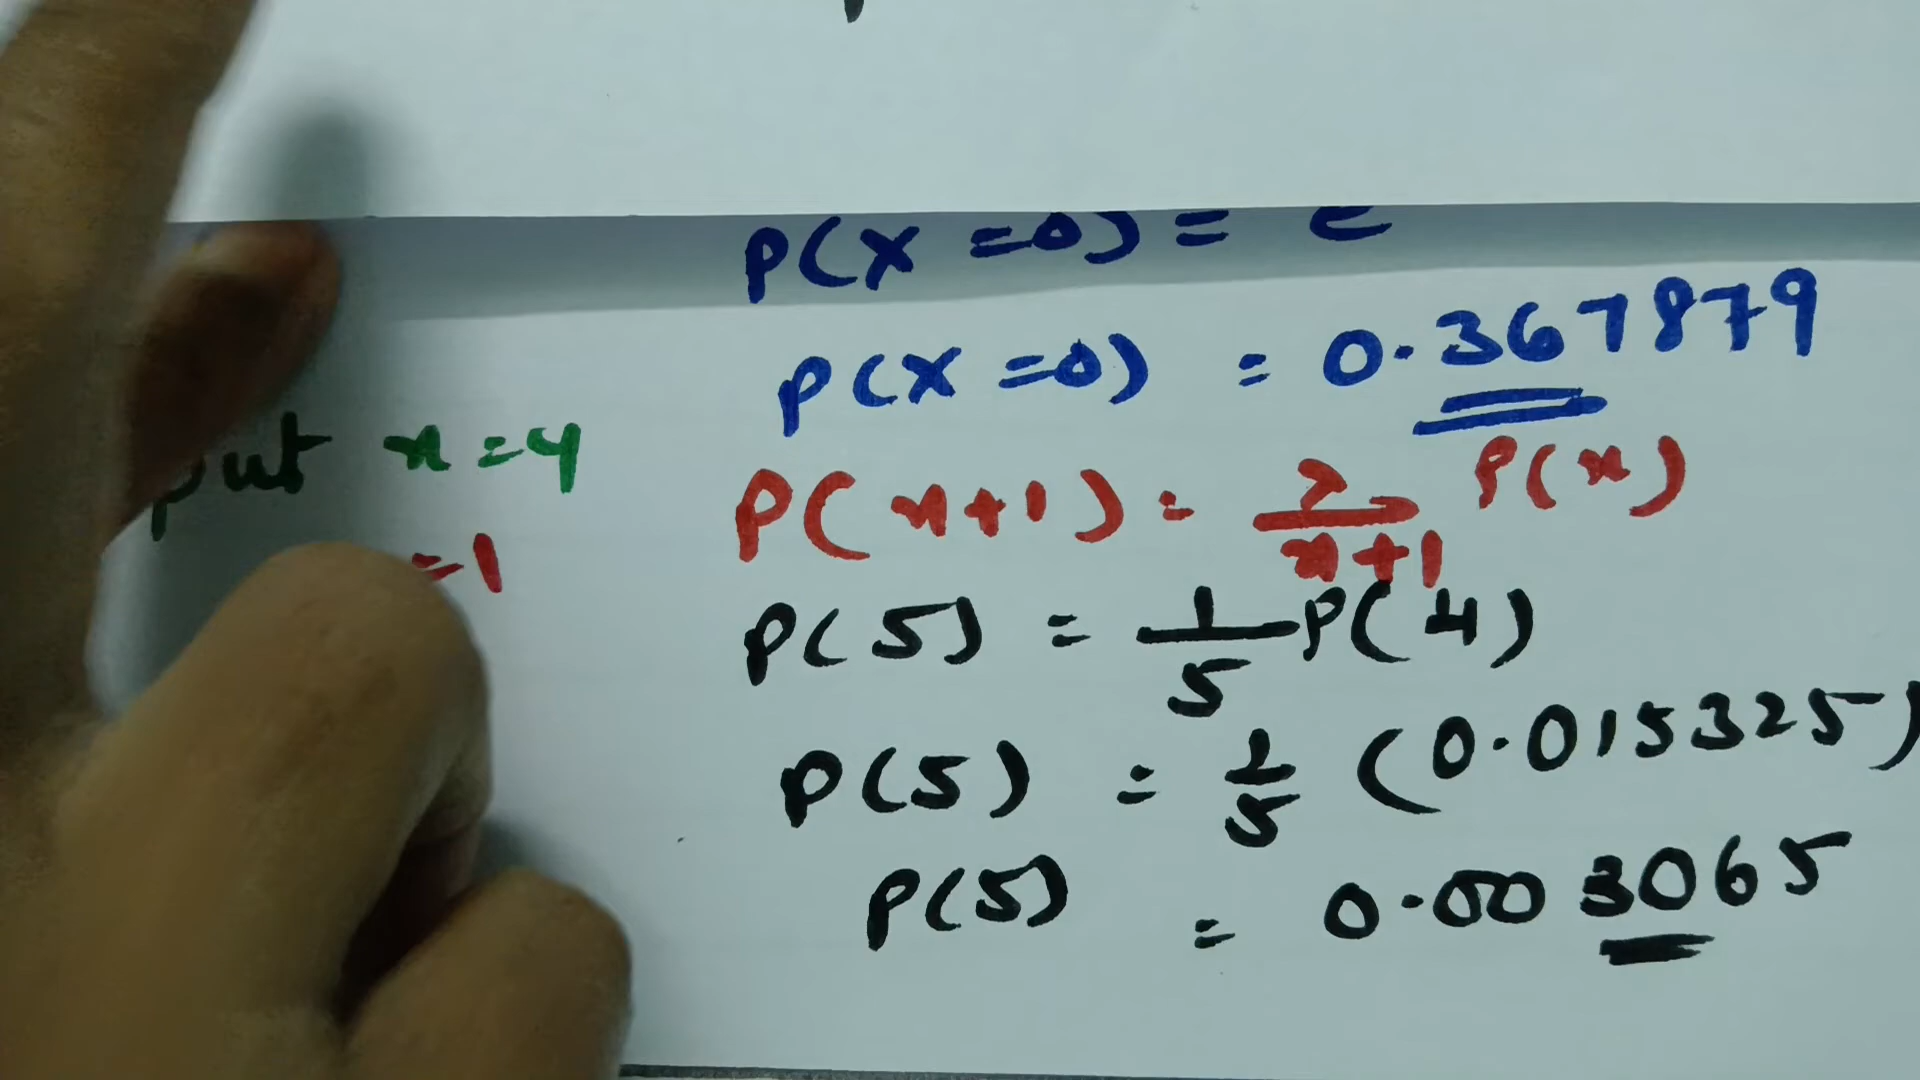 P(X=0) = e
P(X=0) = 0.367879
put x=4
P(x+1) = λ/x+1 P(x)
=1
P(5) = 1/5 P(4)
P(5) = 1/5 (0.015325)
P(5) = 0.003065